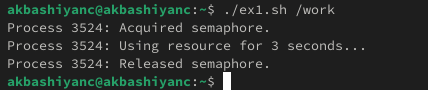 akbashiyanc@akbashiyanc:~$ ./ex1.sh /work
Process 3524: Acquired semaphore.
Process 3524: Using resource for 3 seconds...
Process 3524: Released semaphore.
akbashiyanc@akbashiyanc:~$